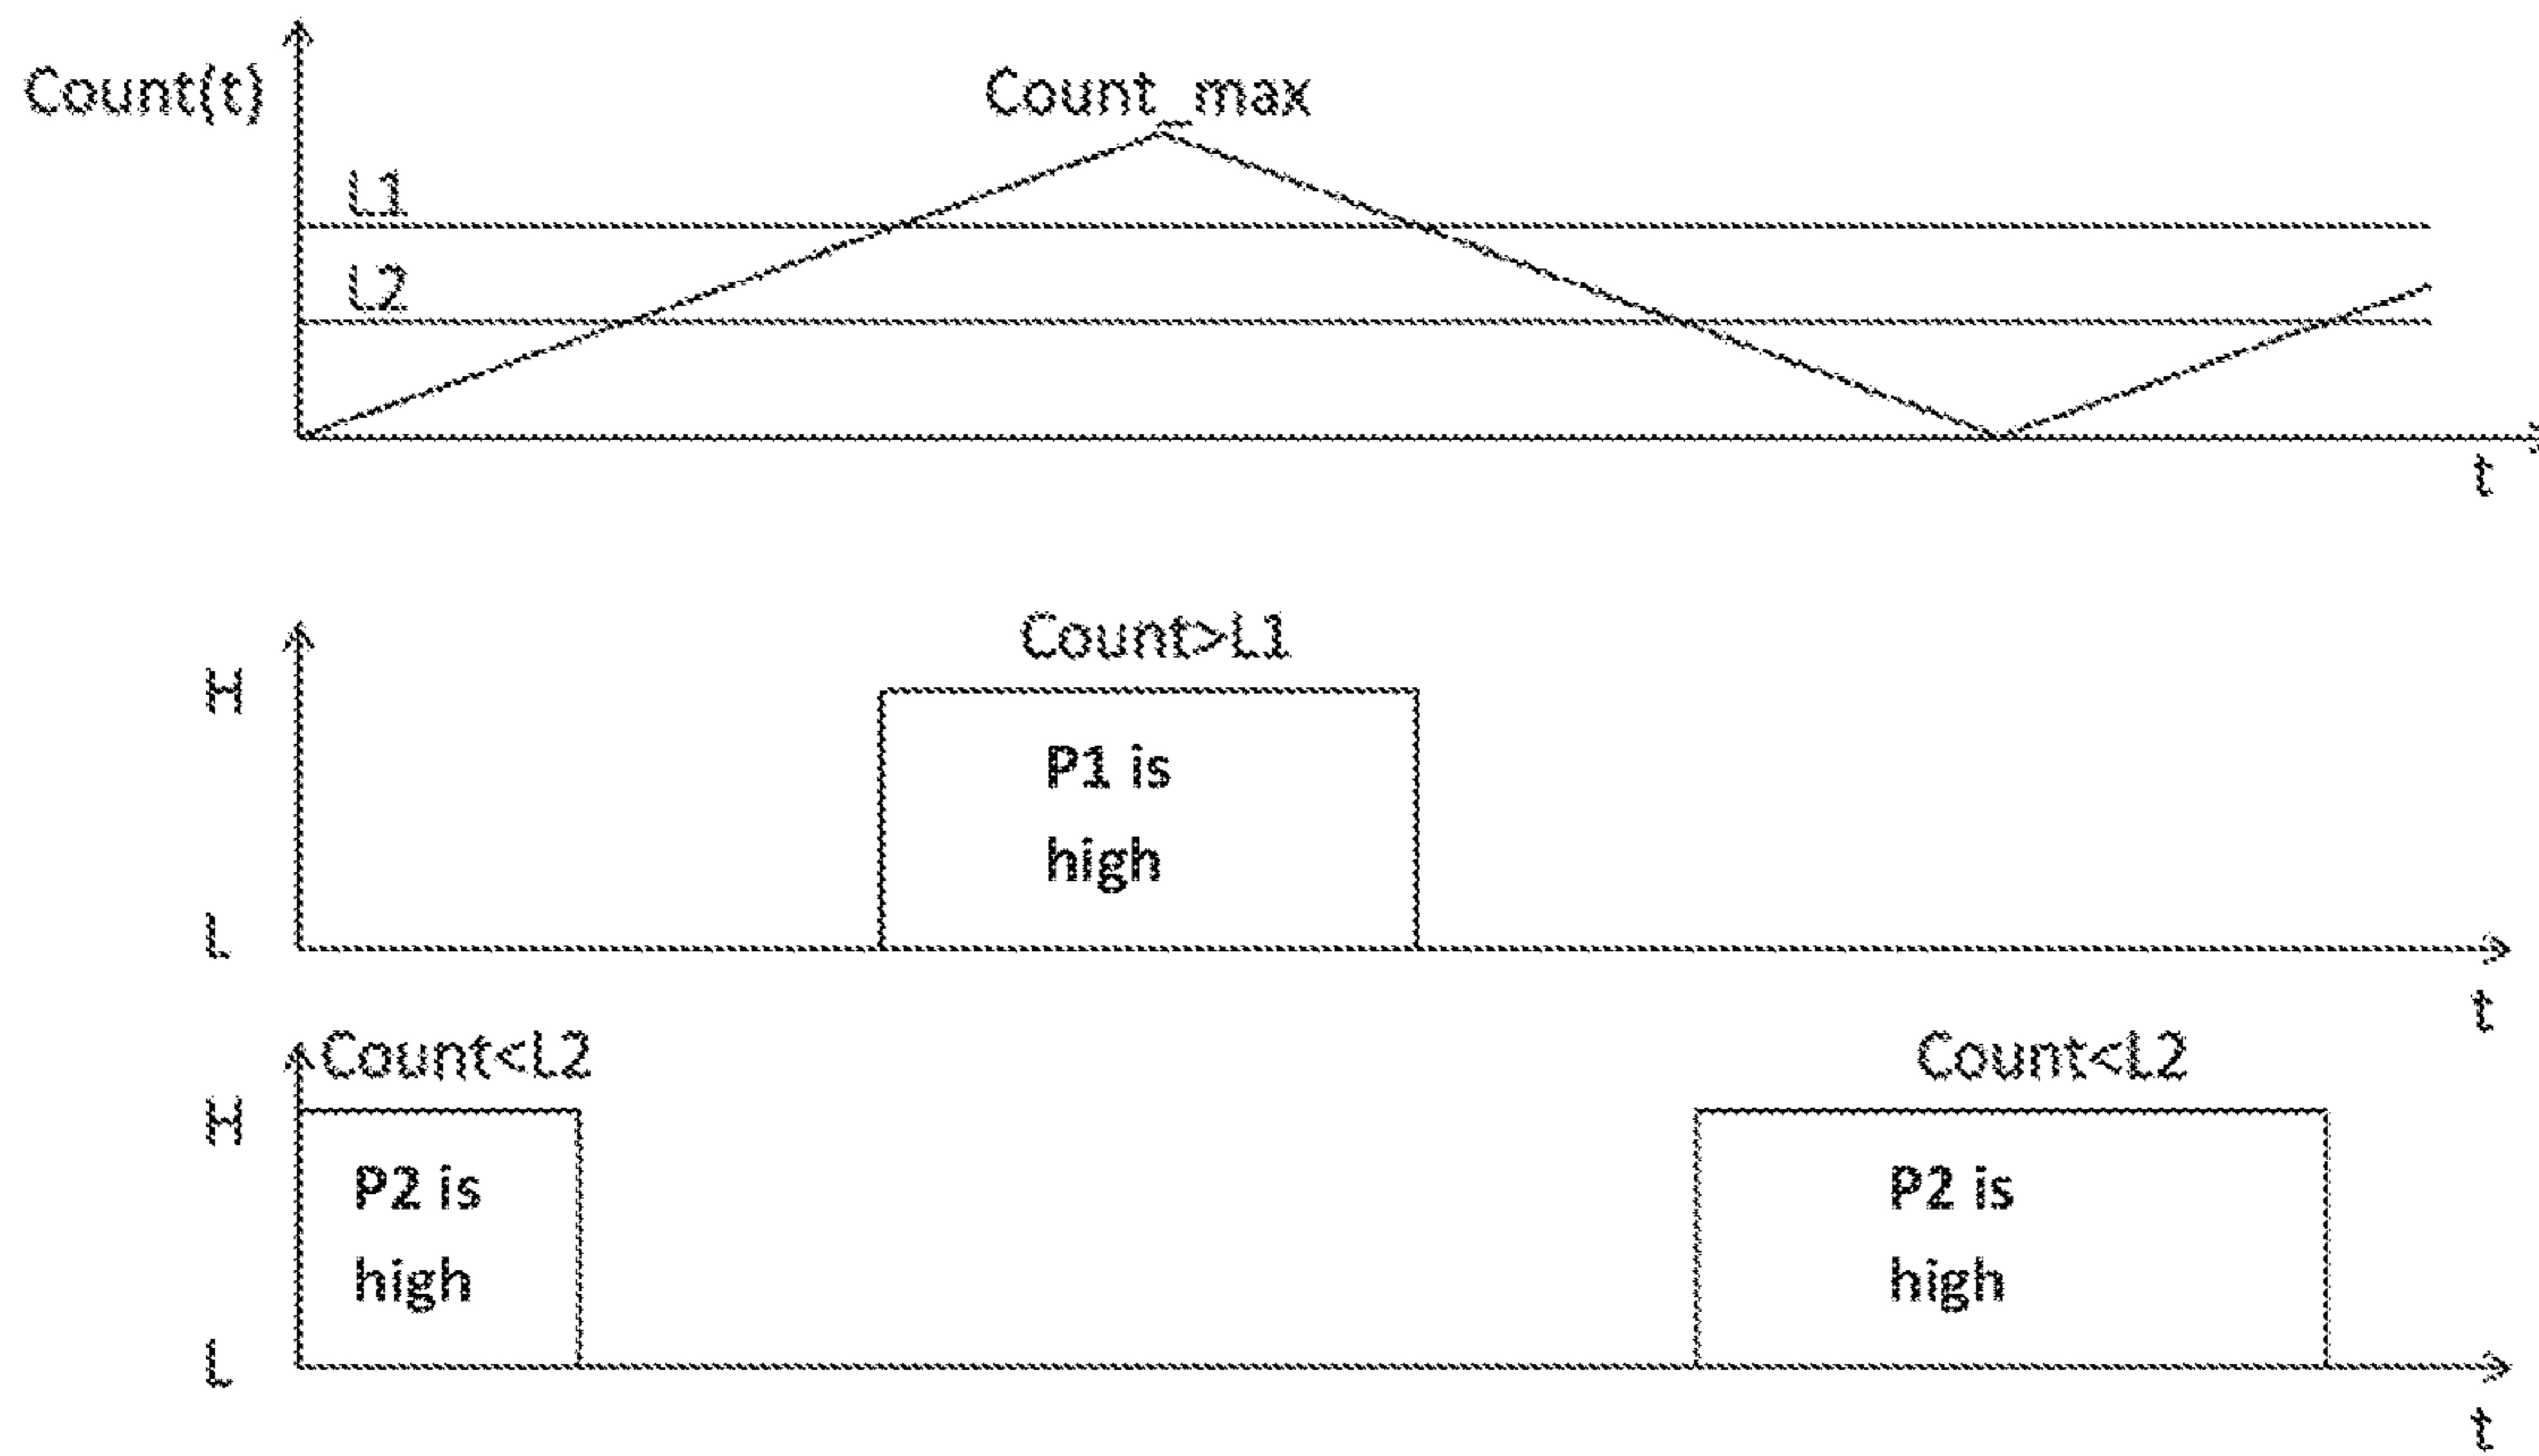 Count(t)
Count_max
L1
L2
t
Count>L1
H
P1 is
high
L
t
Count<L2
Count<L2
H
P2 is
high
P2 is
high
L
t